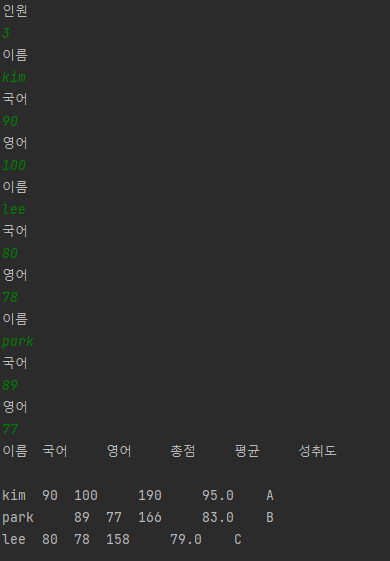 인원
3
이름
kim
국어
90
영어
100
이름
lee
국어
80
영어
78
이름
park
국어
89
영어
77
이름 국어 영어 총점 평균 성취도
kim 90 100 190 95.0 A
park 89 77 166 83.0 B
lee 80 78 158 79.0 C